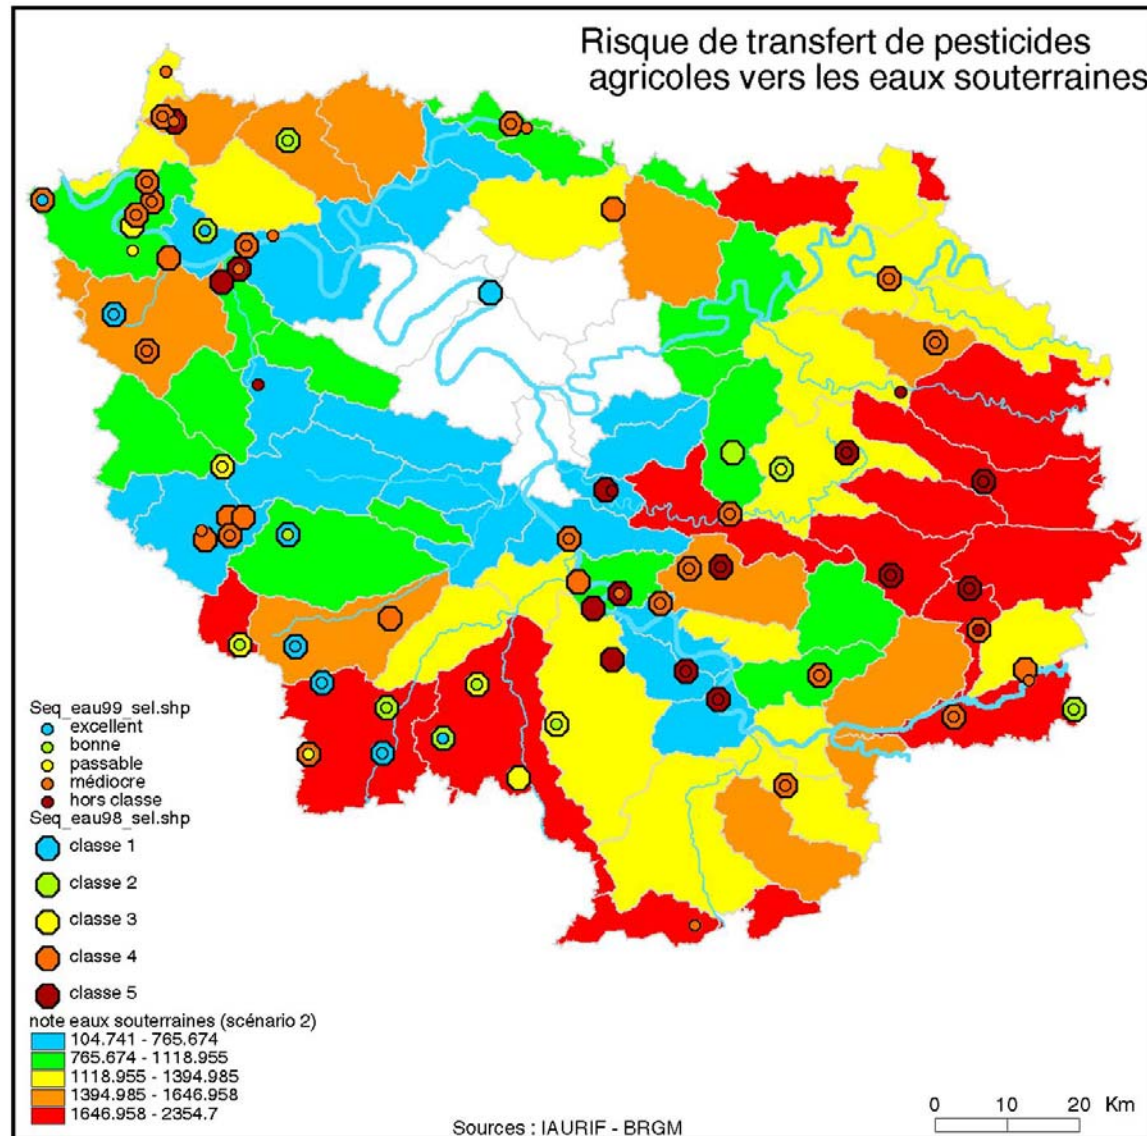 Risque de transfert de pesticides
agricoles vers les eaux souterraines
Seq_eau99_sel.shp
excellent
bonne
passable
médiocre
hors classe
Seq_eau98_sel.shp
classe 1
classe 2
classe 3
classe 4
classe 5
note eaux souterraines (scénario 2)
104.741 - 765.674
765.674 - 1118.955
1118.955 - 1394.985
1394.985 - 1646.958
1646.958 - 2354.7
0 10 20 Km
Sources : IAURIF - BRGM